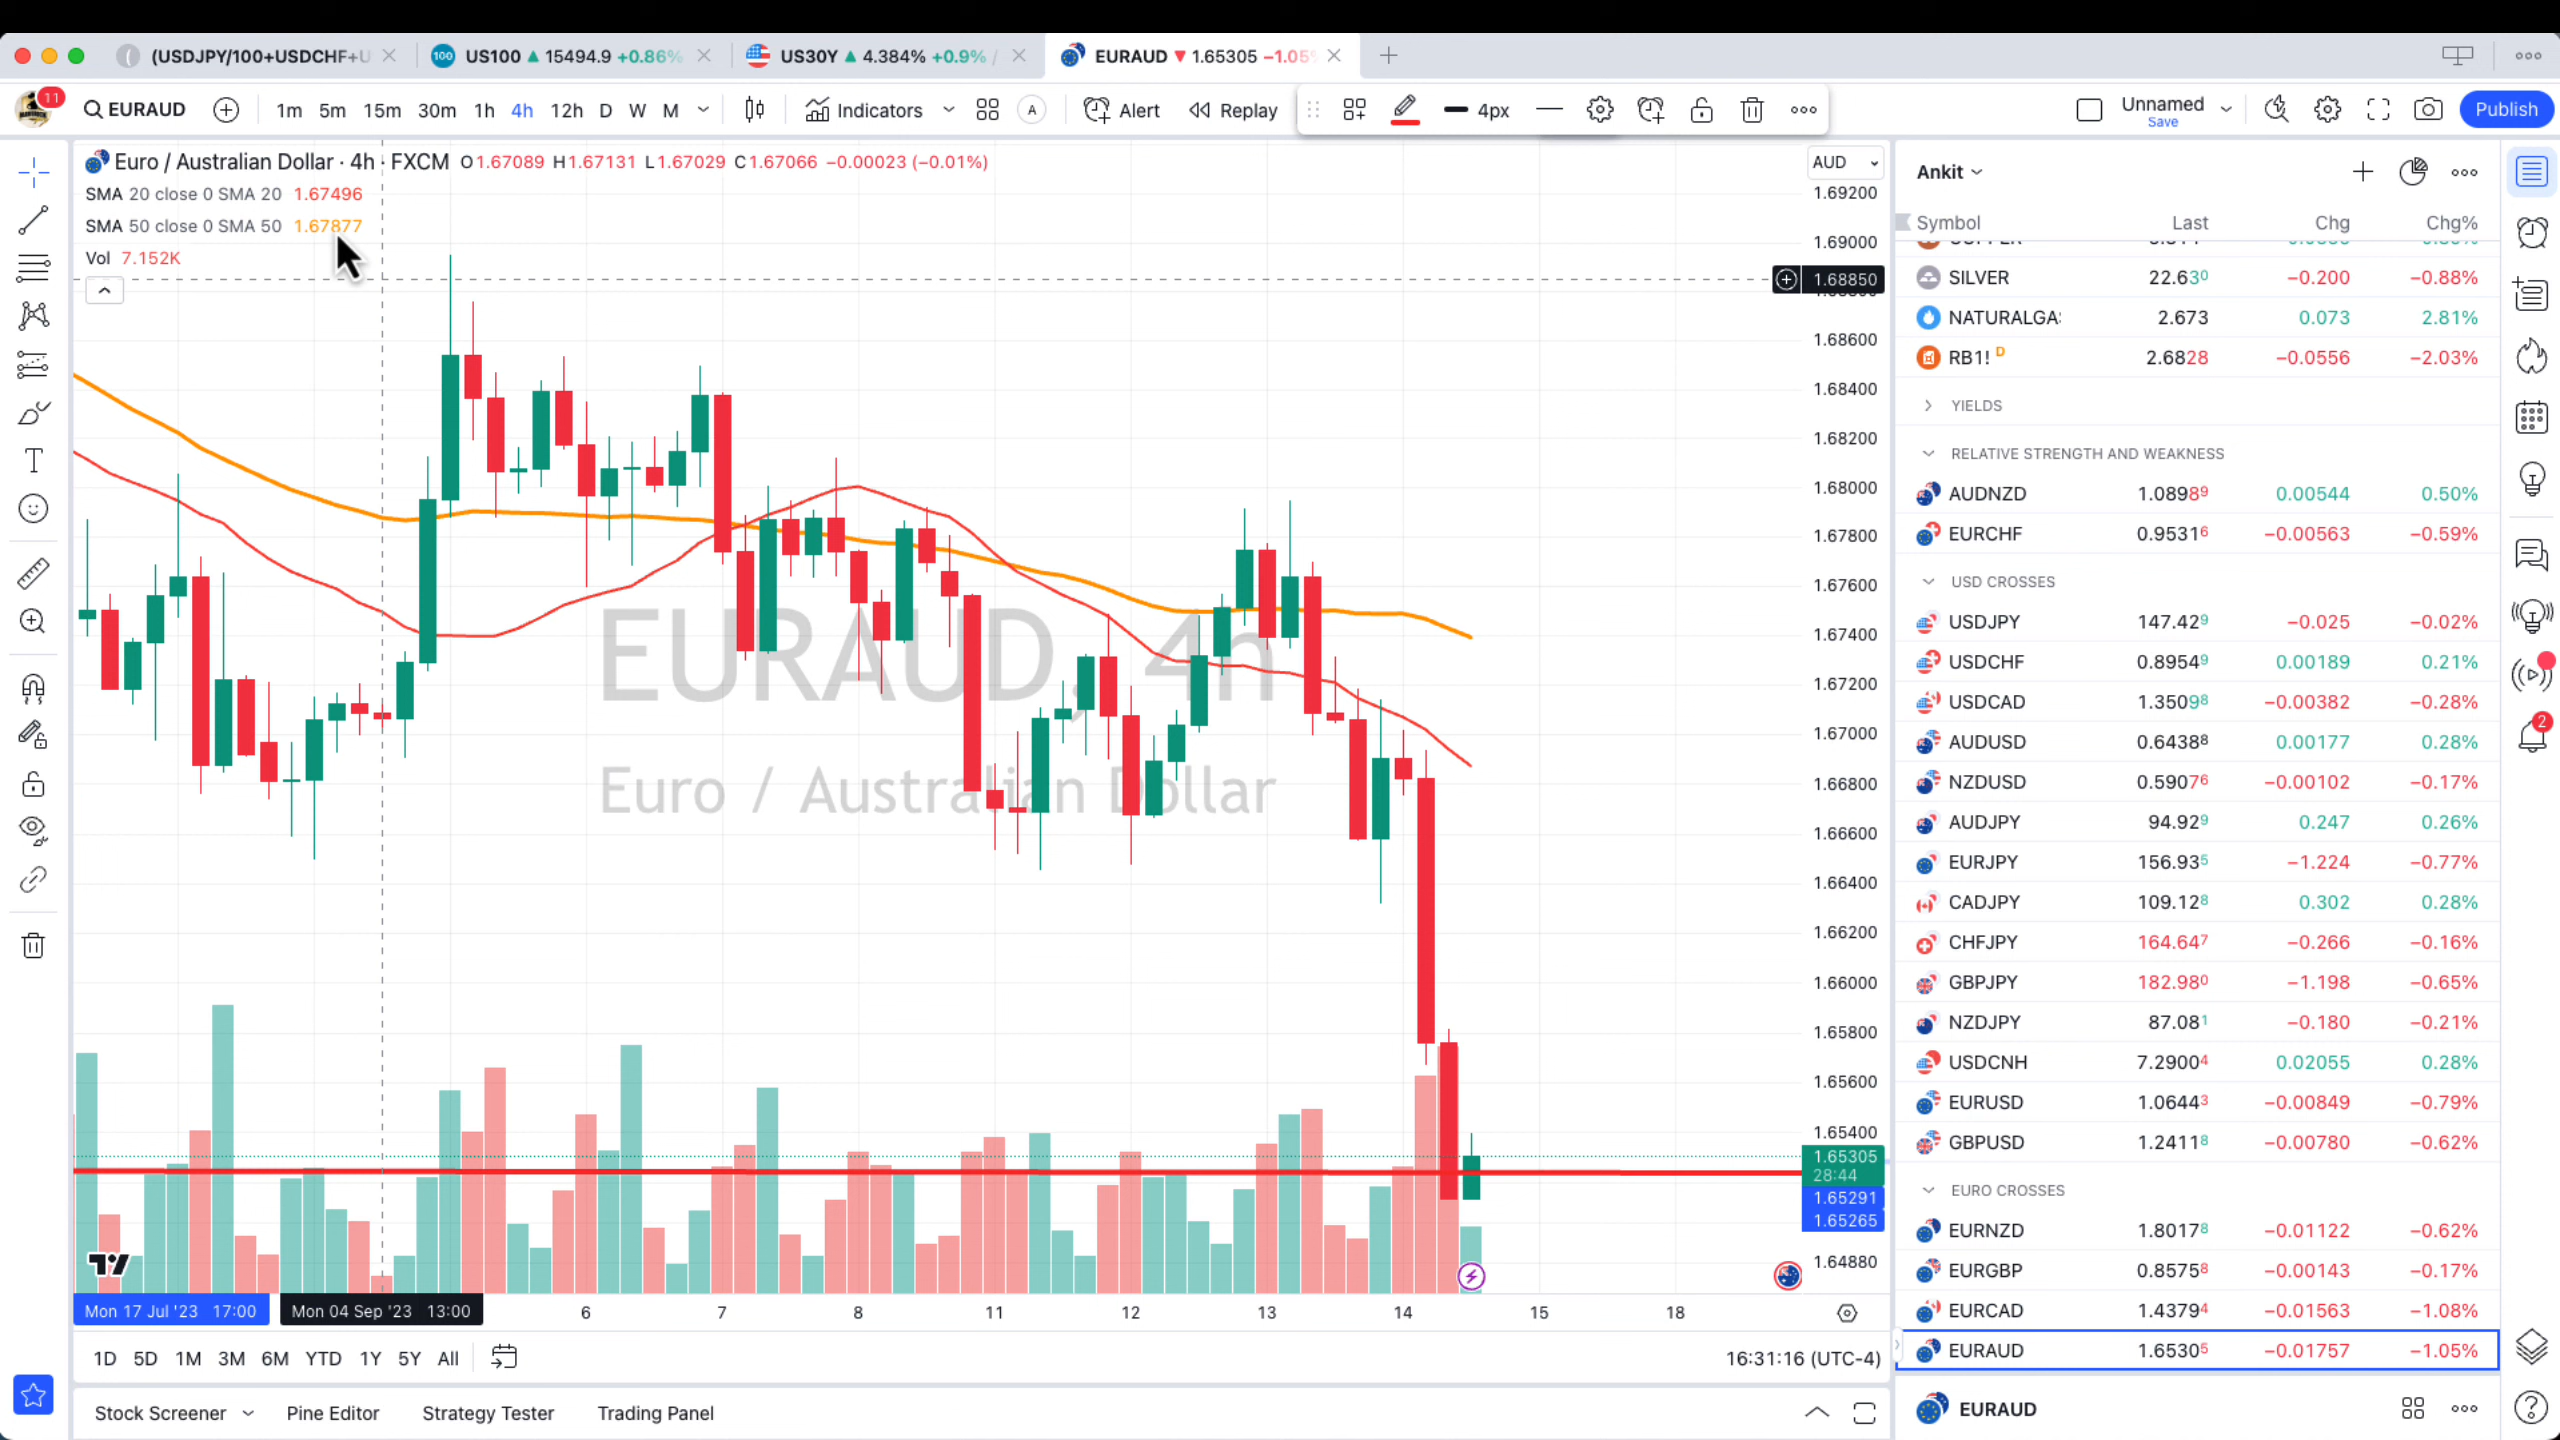 (USDJPY/100+USDCHF+U
US100 ▲ 15494.9 +0.86%
US30Y ▲ 4.384% +0.9% /
EURAUD ▼ 1.65305 −1.05
11
EURAUD
1m 5m 15m 30m 1h 4h 12h D W M
Indicators
A
Alert
Replay
4px
Unnamed
Save
Publish
Euro / Australian Dollar · 4h · FXCM O1.67089 H1.67131 L1.67029 C1.67066 −0.00023 (−0.01%)
SMA 20 close 0 SMA 20 1.67496
SMA 50 close 0 SMA 50 1.67877
Vol 7.152K
AUD
1.69200
1.69000
1.68850
1.68600
1.68400
1.68200
1.68000
1.67800
1.67600
1.67400
1.67200
1.67000
1.66800
1.66600
1.66400
1.66200
1.66000
1.65800
1.65600
1.65400
1.65305
28:44
1.65291
1.65265
1.64880
EURAUD, 4h
Euro / Australian Dollar
Mon 17 Jul '23 17:00
Mon 04 Sep '23 13:00
6 7 8 11 12 13 14 15 18
1D 5D 1M 3M 6M YTD 1Y 5Y All
16:31:16 (UTC-4)
Stock Screener
Pine Editor
Strategy Tester
Trading Panel
Ankit
Symbol Last Chg Chg%
SILVER 22.630 −0.200 −0.88%
NATURALGA 2.673 0.073 2.81%
RB1! D 2.6828 −0.0556 −2.03%
YIELDS
RELATIVE STRENGTH AND WEAKNESS
AUDNZD 1.08989 0.00544 0.50%
EURCHF 0.95316 −0.00563 −0.59%
USD CROSSES
USDJPY 147.429 −0.025 −0.02%
USDCHF 0.89549 0.00189 0.21%
USDCAD 1.35098 −0.00382 −0.28%
AUDUSD 0.64388 0.00177 0.28%
NZDUSD 0.59076 −0.00102 −0.17%
AUDJPY 94.929 0.247 0.26%
EURJPY 156.935 −1.224 −0.77%
CADJPY 109.128 0.302 0.28%
CHFJPY 164.647 −0.266 −0.16%
GBPJPY 182.980 −1.198 −0.65%
NZDJPY 87.081 −0.180 −0.21%
USDCNH 7.29004 0.02055 0.28%
EURUSD 1.06443 −0.00849 −0.79%
GBPUSD 1.24118 −0.00780 −0.62%
EURO CROSSES
EURNZD 1.80178 −0.01122 −0.62%
EURGBP 0.85758 −0.00143 −0.17%
EURCAD 1.43794 −0.01563 −1.08%
EURAUD 1.65305 −0.01757 −1.05%
EURAUD
2